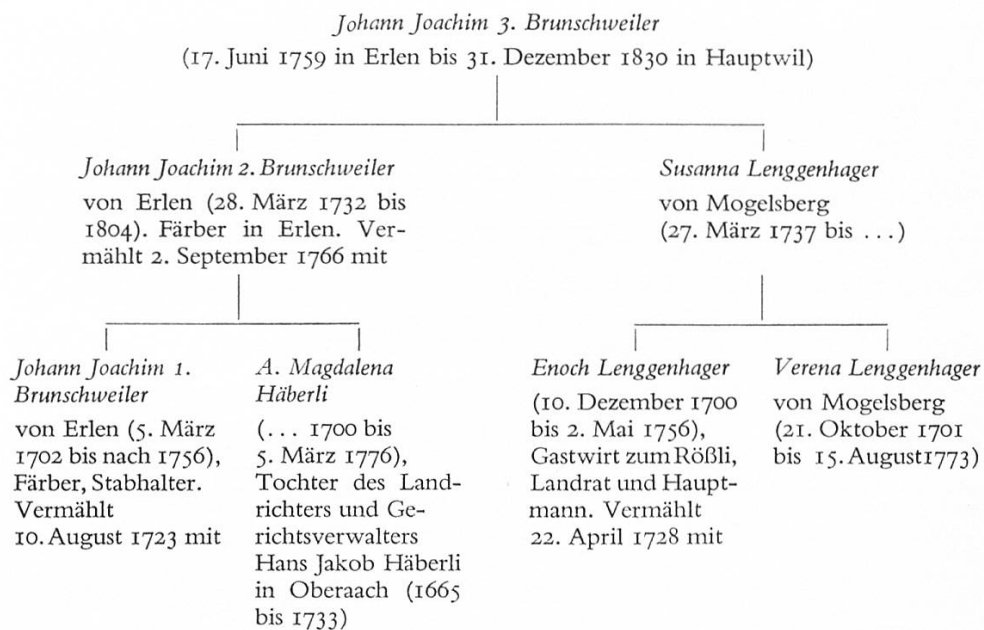 Johann Joachim 3. Brunschweiler
(17. Juni 1759 in Erlen bis 31. Dezember 1830 in Hauptwil)
Johann Joachim 2. Brunschweiler
von Erlen (28. März 1732 bis
1804). Färber in Erlen. Ver-
mählt 2. September 1766 mit
Susanna Lenggenhager
von Mogelsberg
(27. März 1737 bis ...)
Johann Joachim 1.
Brunschweiler
von Erlen (5. März
1702 bis nach 1756),
Färber, Stabhalter.
Vermählt
10. August 1723 mit
A. Magdalena
Häberli
(... 1700 bis
5. März 1776),
Tochter des Land-
richters und Ge-
richtsverwalters
Hans Jakob Häberli
in Oberaach (1665
bis 1733)
Enoch Lenggenhager
(10. Dezember 1700
bis 2. Mai 1756),
Gastwirt zum Rößli,
Landrat und Haupt-
mann. Vermählt
22. April 1728 mit
Verena Lenggenhager
von Mogelsberg
(21. Oktober 1701
bis 15. August 1773)